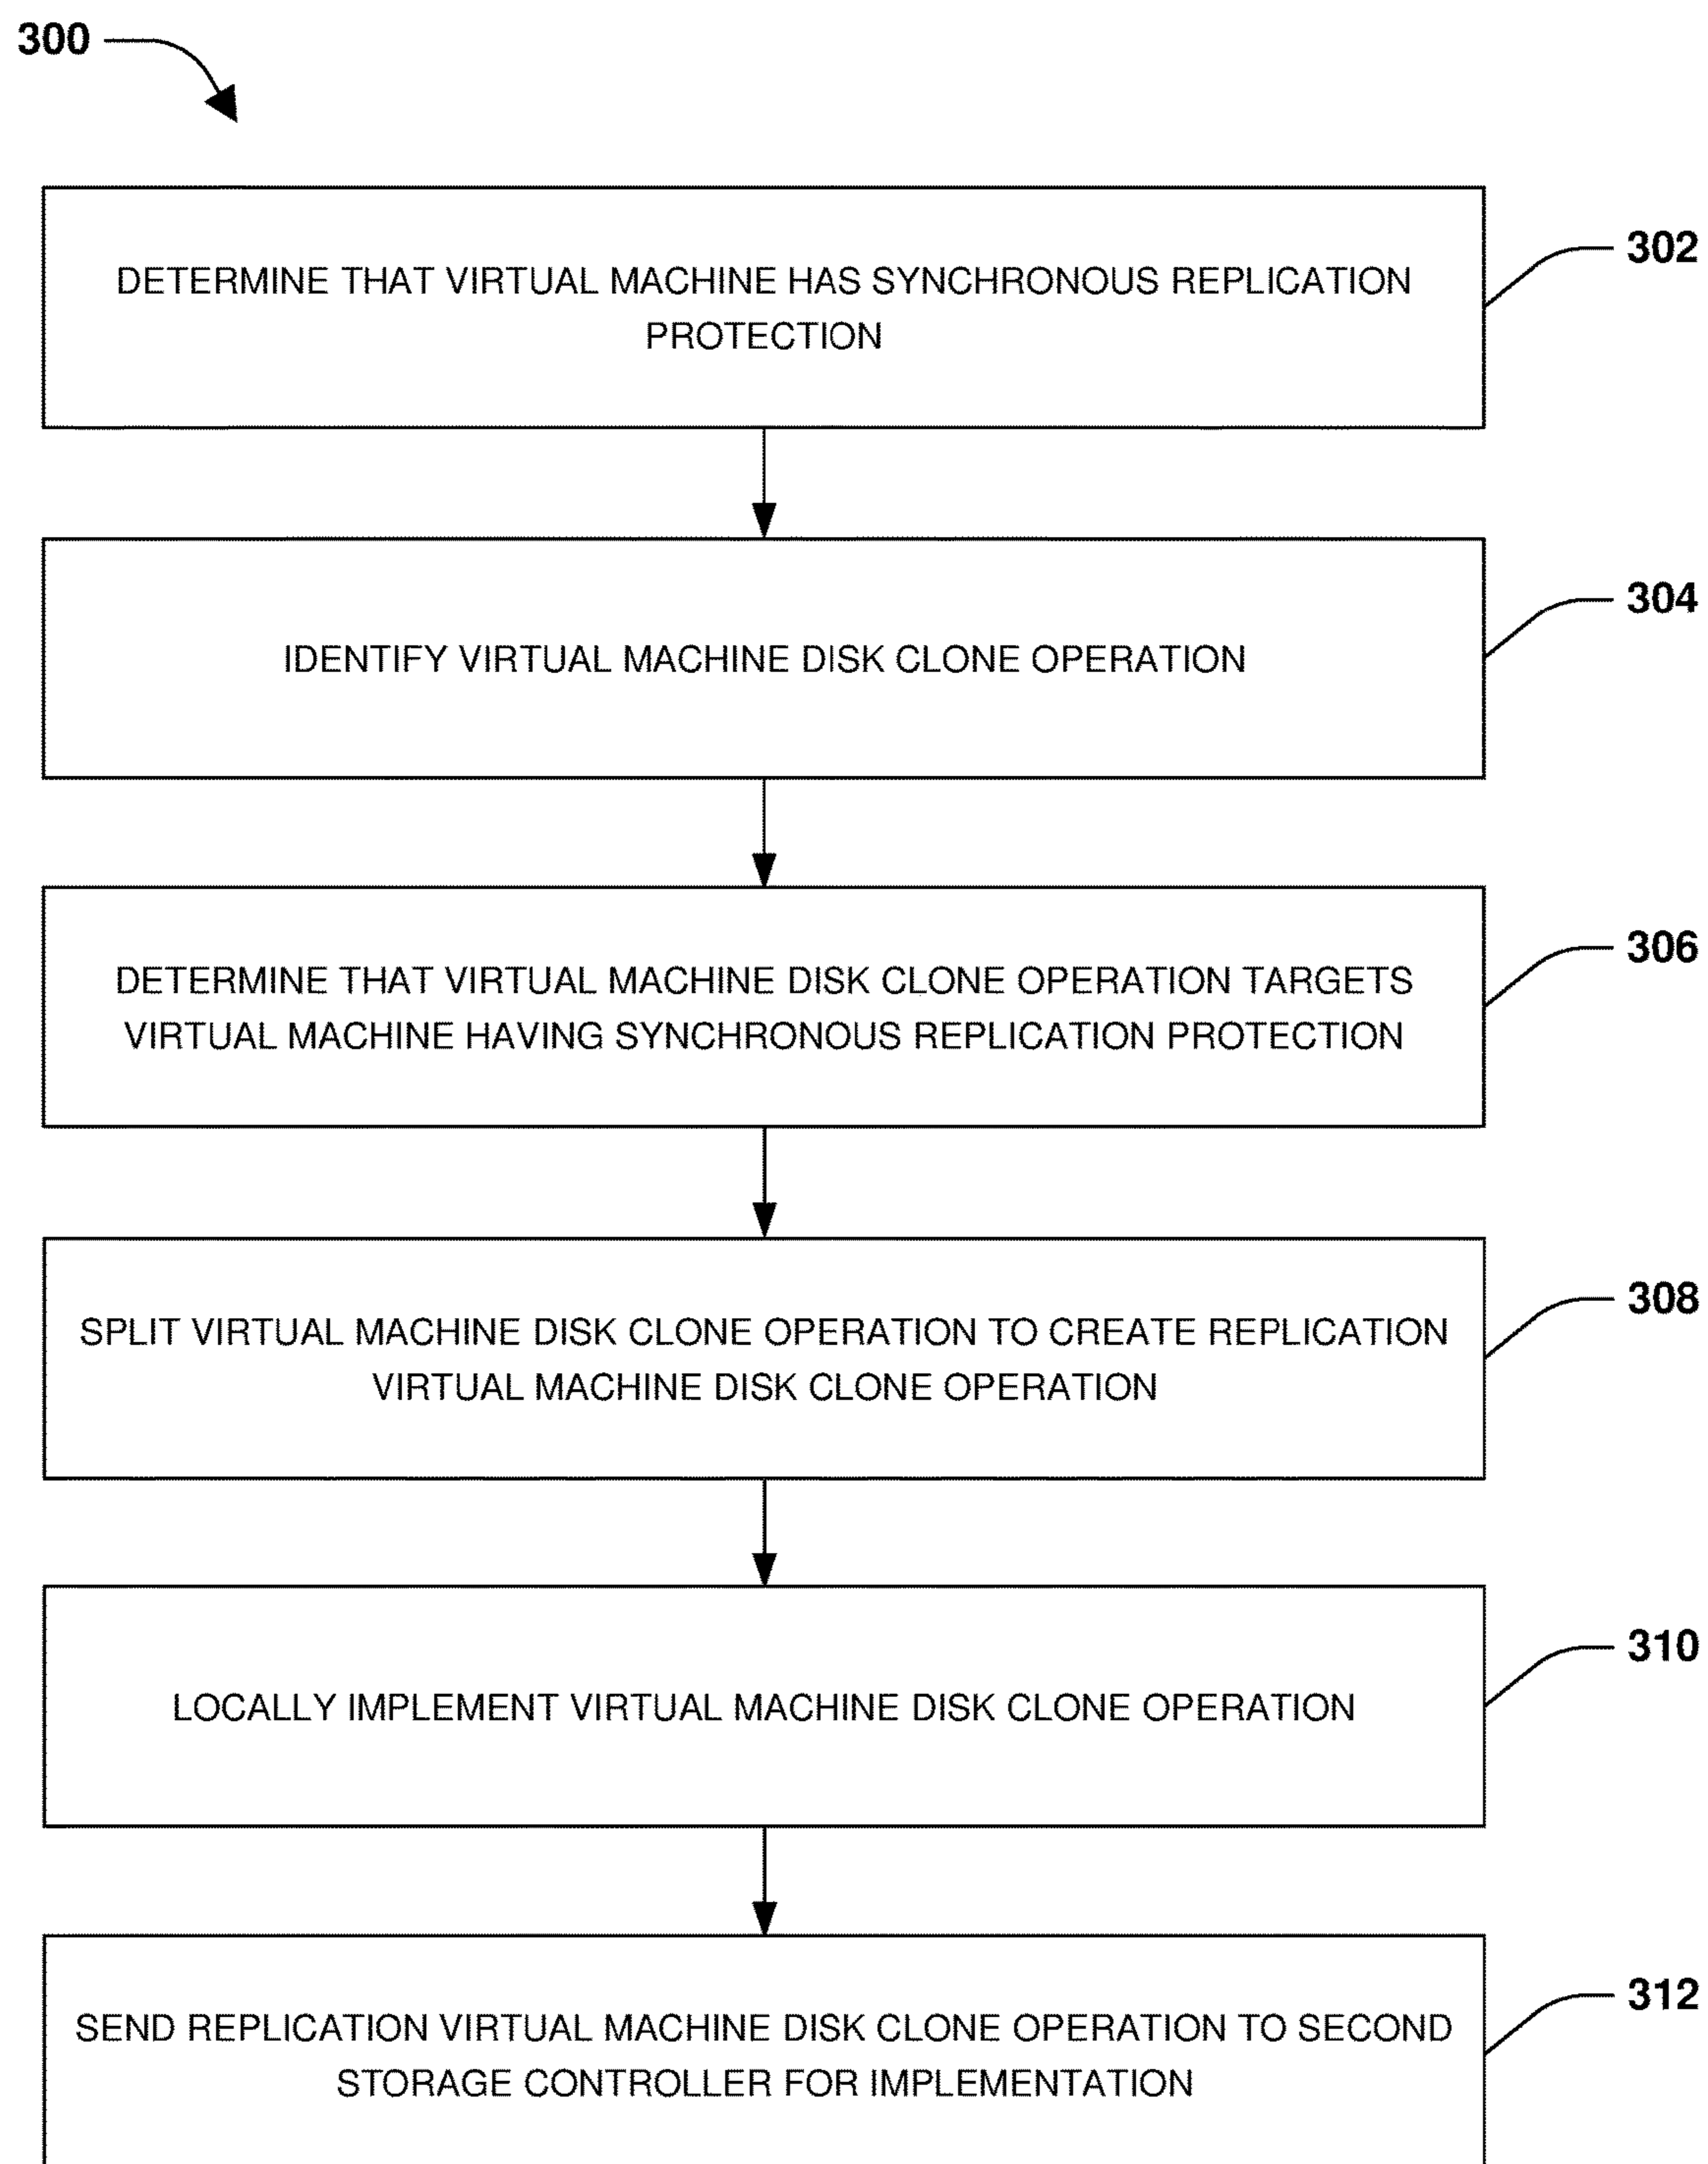 300
DETERMINE THAT VIRTUAL MACHINE HAS SYNCHRONOUS REPLICATION
PROTECTION
302
IDENTIFY VIRTUAL MACHINE DISK CLONE OPERATION
304
DETERMINE THAT VIRTUAL MACHINE DISK CLONE OPERATION TARGETS
VIRTUAL MACHINE HAVING SYNCHRONOUS REPLICATION PROTECTION
306
SPLIT VIRTUAL MACHINE DISK CLONE OPERATION TO CREATE REPLICATION
VIRTUAL MACHINE DISK CLONE OPERATION
308
LOCALLY IMPLEMENT VIRTUAL MACHINE DISK CLONE OPERATION
310
SEND REPLICATION VIRTUAL MACHINE DISK CLONE OPERATION TO SECOND
STORAGE CONTROLLER FOR IMPLEMENTATION
312